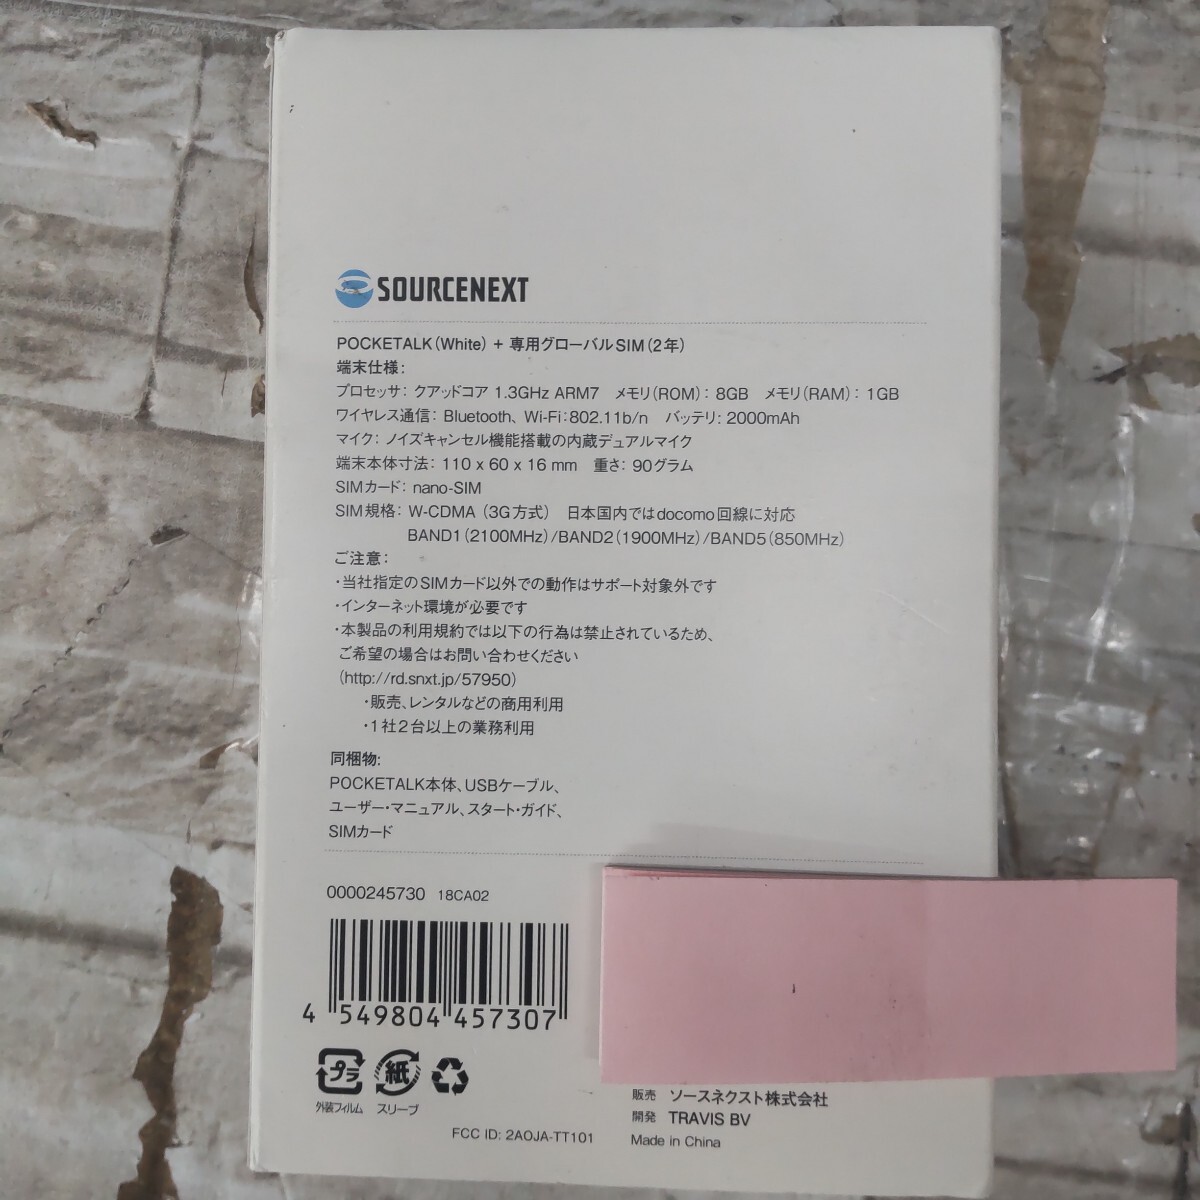 SOURCENEXT
POCKETALK(White) + 専用グローバルSIM(2年)
端末仕様:
プロセッサ: クアッドコア 1.3GHz ARM7 メモリ(ROM): 8GB メモリ(RAM): 1GB
ワイヤレス通信: Bluetooth、Wi-Fi:802.11b/n バッテリ: 2000mAh
マイク: ノイズキャンセル機能搭載の内蔵デュアルマイク
端末本体寸法: 110 x 60 x 16 mm 重さ: 90グラム
SIMカード: nano-SIM
SIM規格: W-CDMA (3G方式) 日本国内ではdocomo回線に対応
BAND1(2100MHz)/BAND2(1900MHz)/BAND5(850MHz)
ご注意:
・当社指定のSIMカード以外での動作はサポート対象外です
・インターネット環境が必要です
・本製品の利用規約では以下の行為は禁止されているため、
ご希望の場合はお問い合わせください
(http://rd.snxt.jp/57950)
・販売、レンタルなどの商用利用
・1社2台以上の業務利用
同梱物:
POCKETALK本体、USBケーブル、
ユーザー・マニュアル、スタート・ガイド、
SIMカード
0000245730 18CA02
4 549804 457307
プラ 紙
外装フィルム スリーブ
販売 ソースネクスト株式会社
開発 TRAVIS BV
FCC ID: 2AOJA-TT101
Made in China